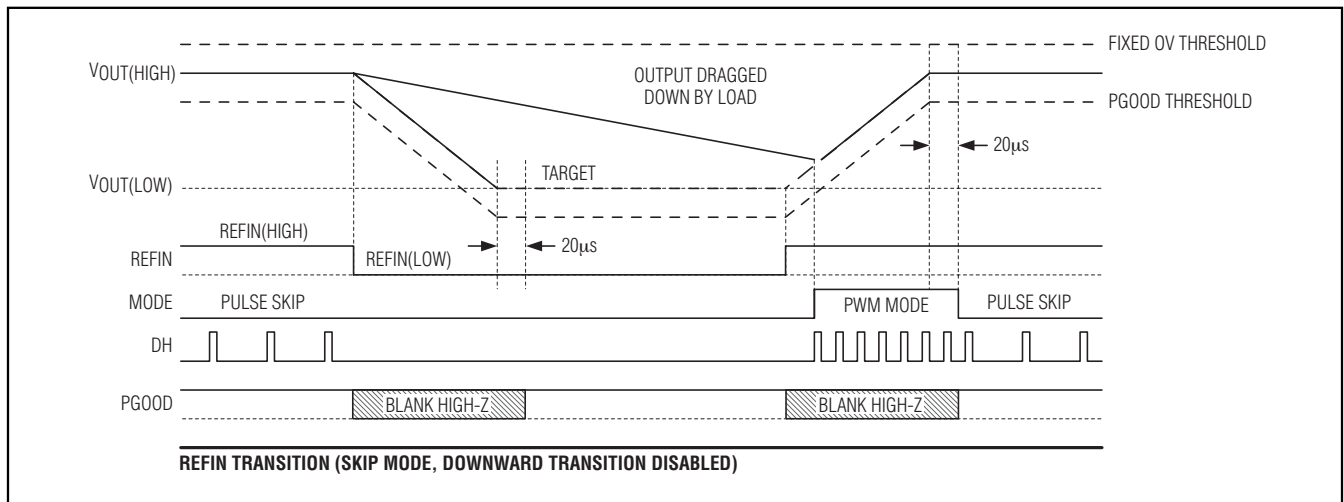 FIXED OV THRESHOLD
VOUT(HIGH)
OUTPUT DRAGGED
DOWN BY LOAD
PGOOD THRESHOLD
20µs
VOUT(LOW)
TARGET
REFIN(HIGH)
20µs
REFIN
REFIN(LOW)
MODE
PULSE SKIP
PWM MODE
PULSE SKIP
DH
PGOOD
BLANK HIGH-Z
BLANK HIGH-Z
REFIN TRANSITION (SKIP MODE, DOWNWARD TRANSITION DISABLED)